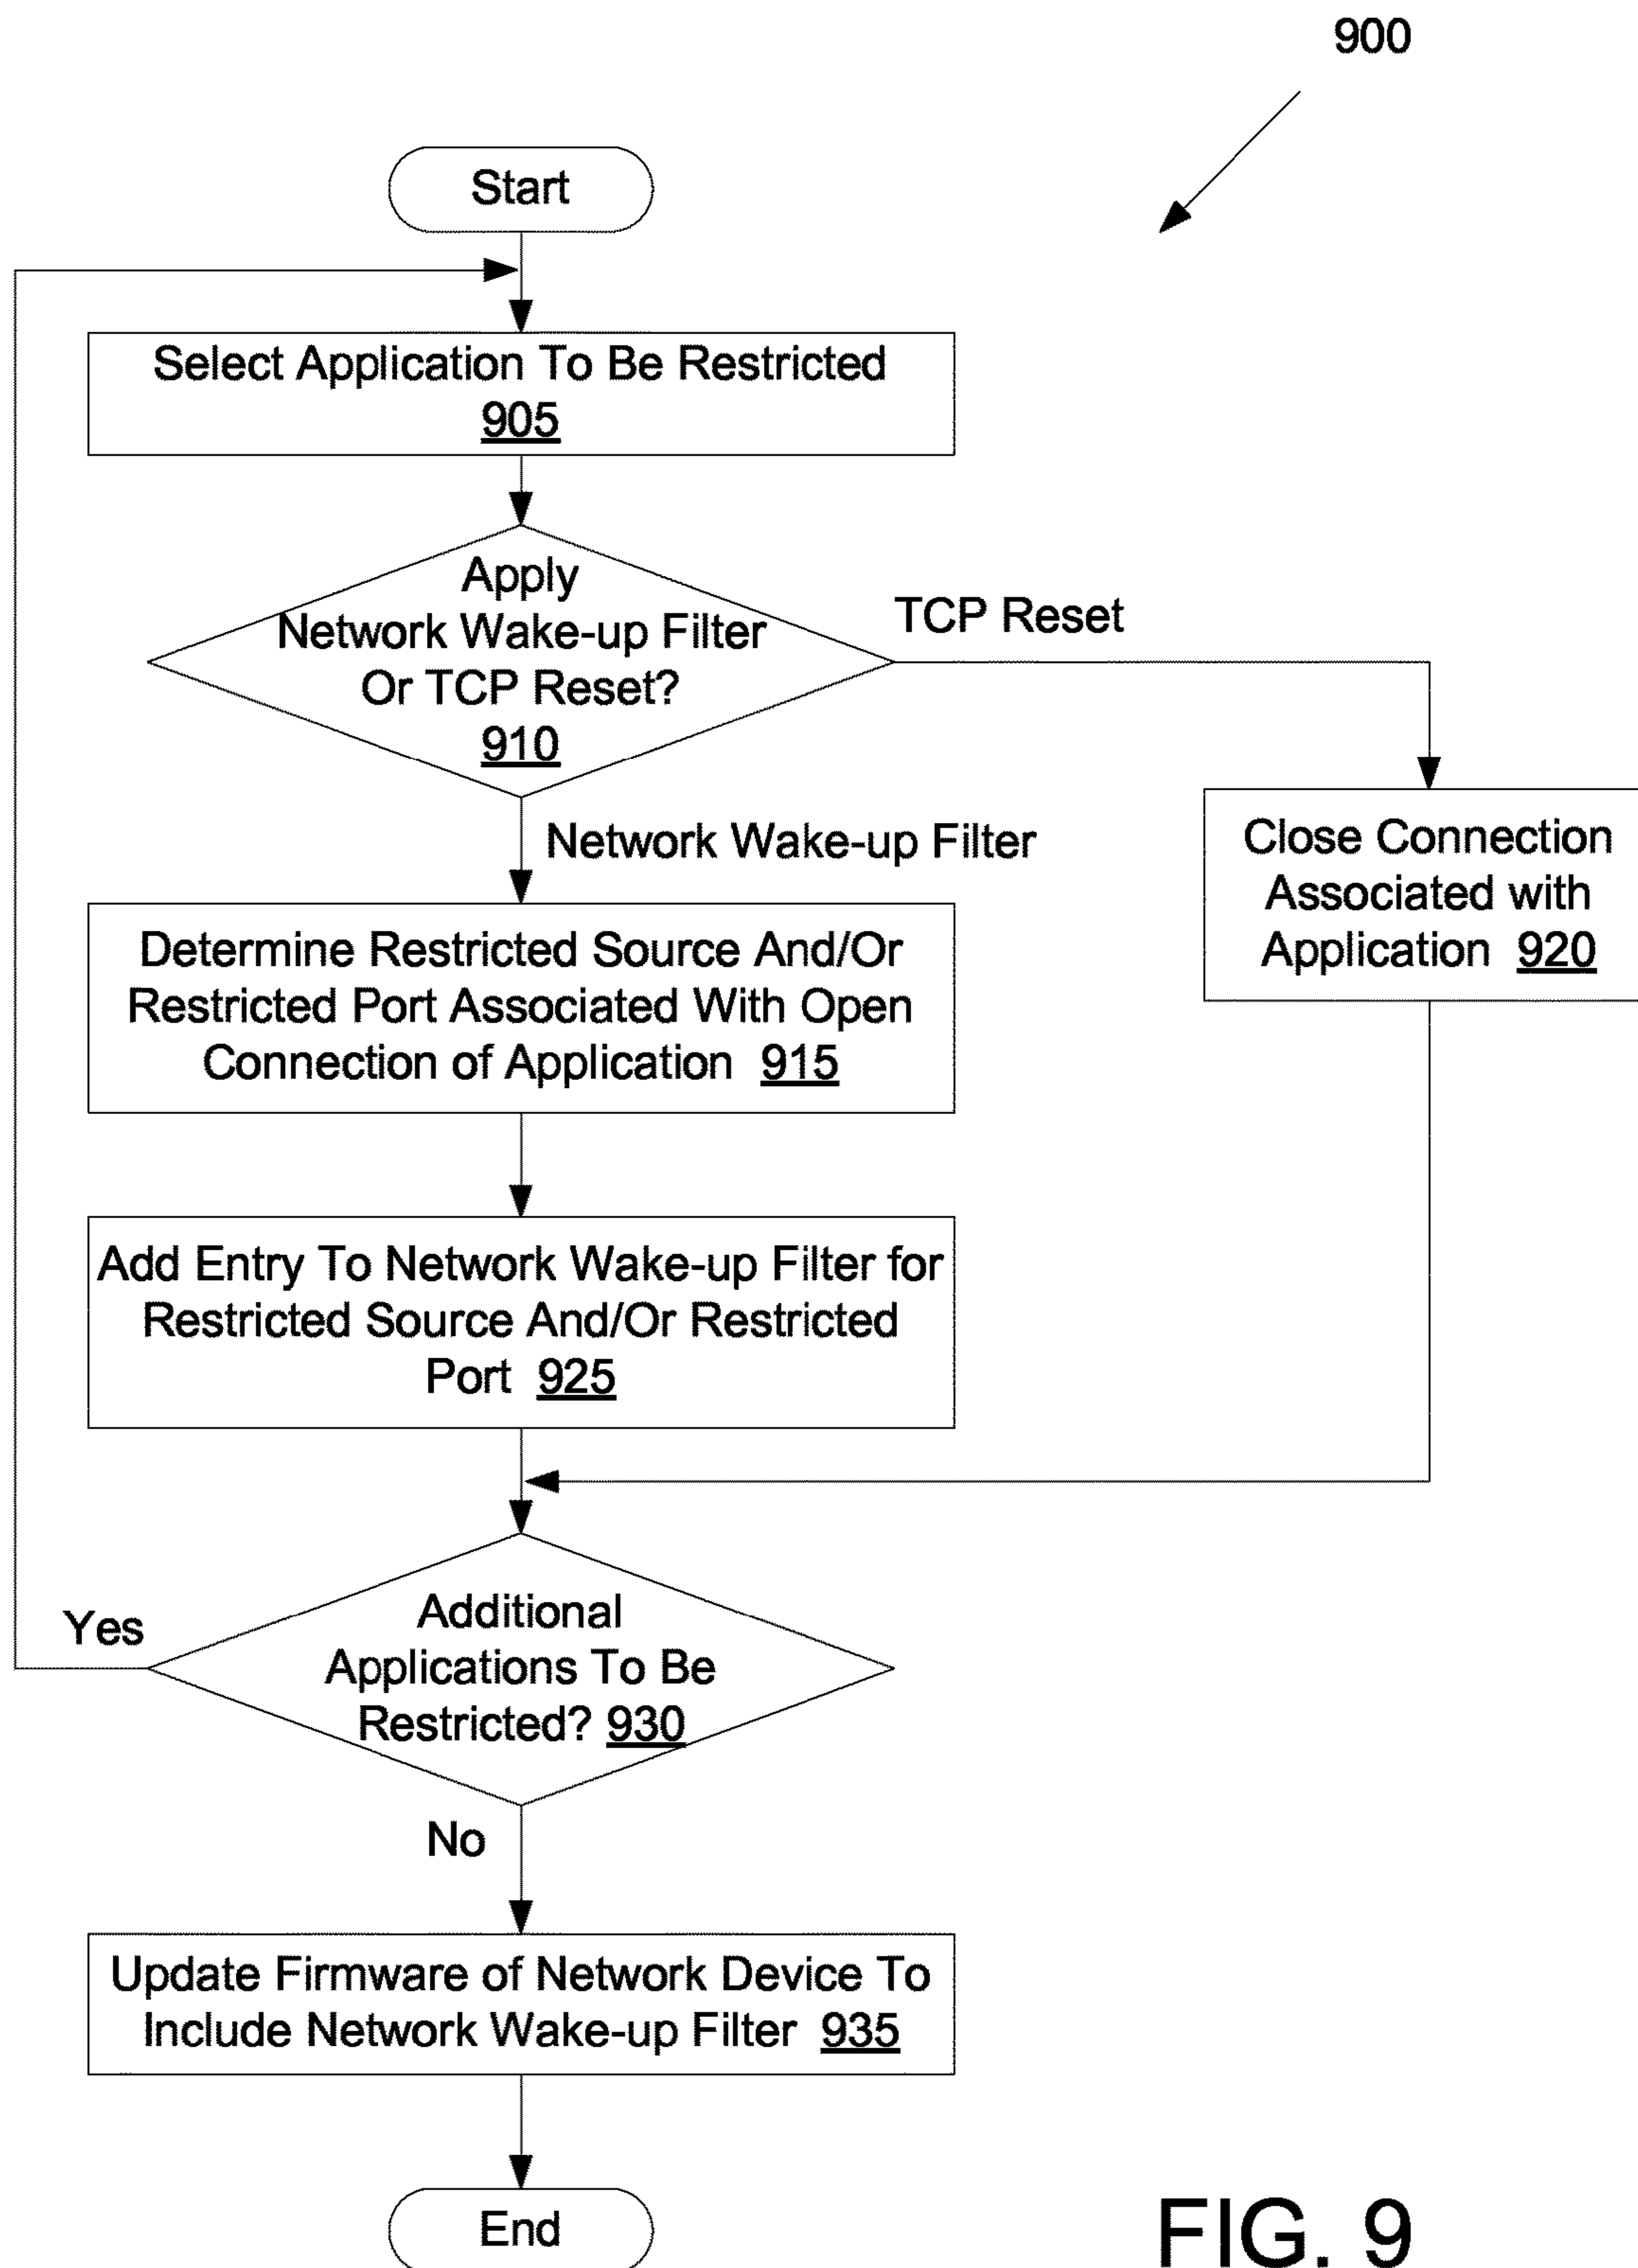 900
Start
Select Application To Be Restricted
905
Apply
Network Wake-up Filter
Or TCP Reset?
910
TCP Reset
Network Wake-up Filter
Close Connection
Associated with
Application 920
Determine Restricted Source And/Or
Restricted Port Associated With Open
Connection of Application 915
Add Entry To Network Wake-up Filter for
Restricted Source And/Or Restricted
Port 925
Additional
Applications To Be
Restricted? 930
Yes
No
Update Firmware of Network Device To
Include Network Wake-up Filter 935
End
FIG. 9